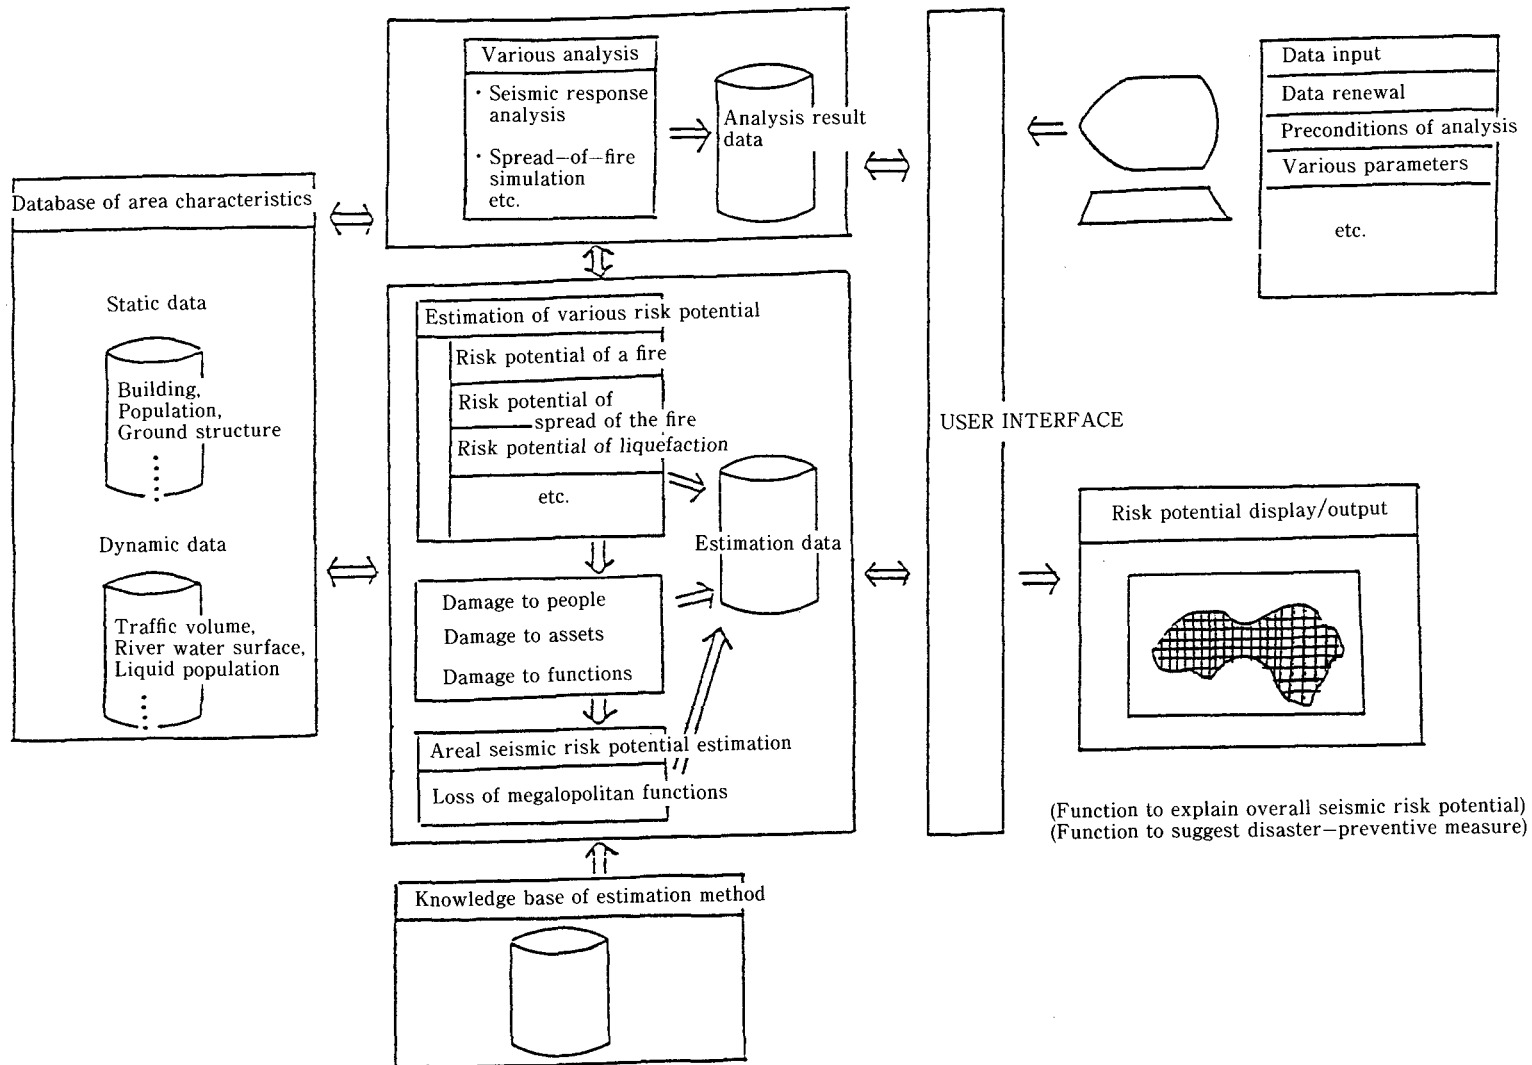 Database of area characteristics
Static data
Building,
Population,
Ground structure
Dynamic data
Traffic volume,
River water surface,
Liquid population
Various analysis
・Seismic response
analysis
・Spread-of-fire
simulation
etc.
Analysis result
data
Estimation of various risk potential
Risk potential of a fire
Risk potential of
spread of the fire
Risk potential of liquefaction
etc.
Estimation data
Damage to people
Damage to assets
Damage to functions
Areal seismic risk potential estimation
Loss of megalopolitan functions
Knowledge base of estimation method
USER INTERFACE
Data input
Data renewal
Preconditions of analysis
Various parameters
etc.
Risk potential display/output
(Function to explain overall seismic risk potential)
(Function to suggest disaster-preventive measure)